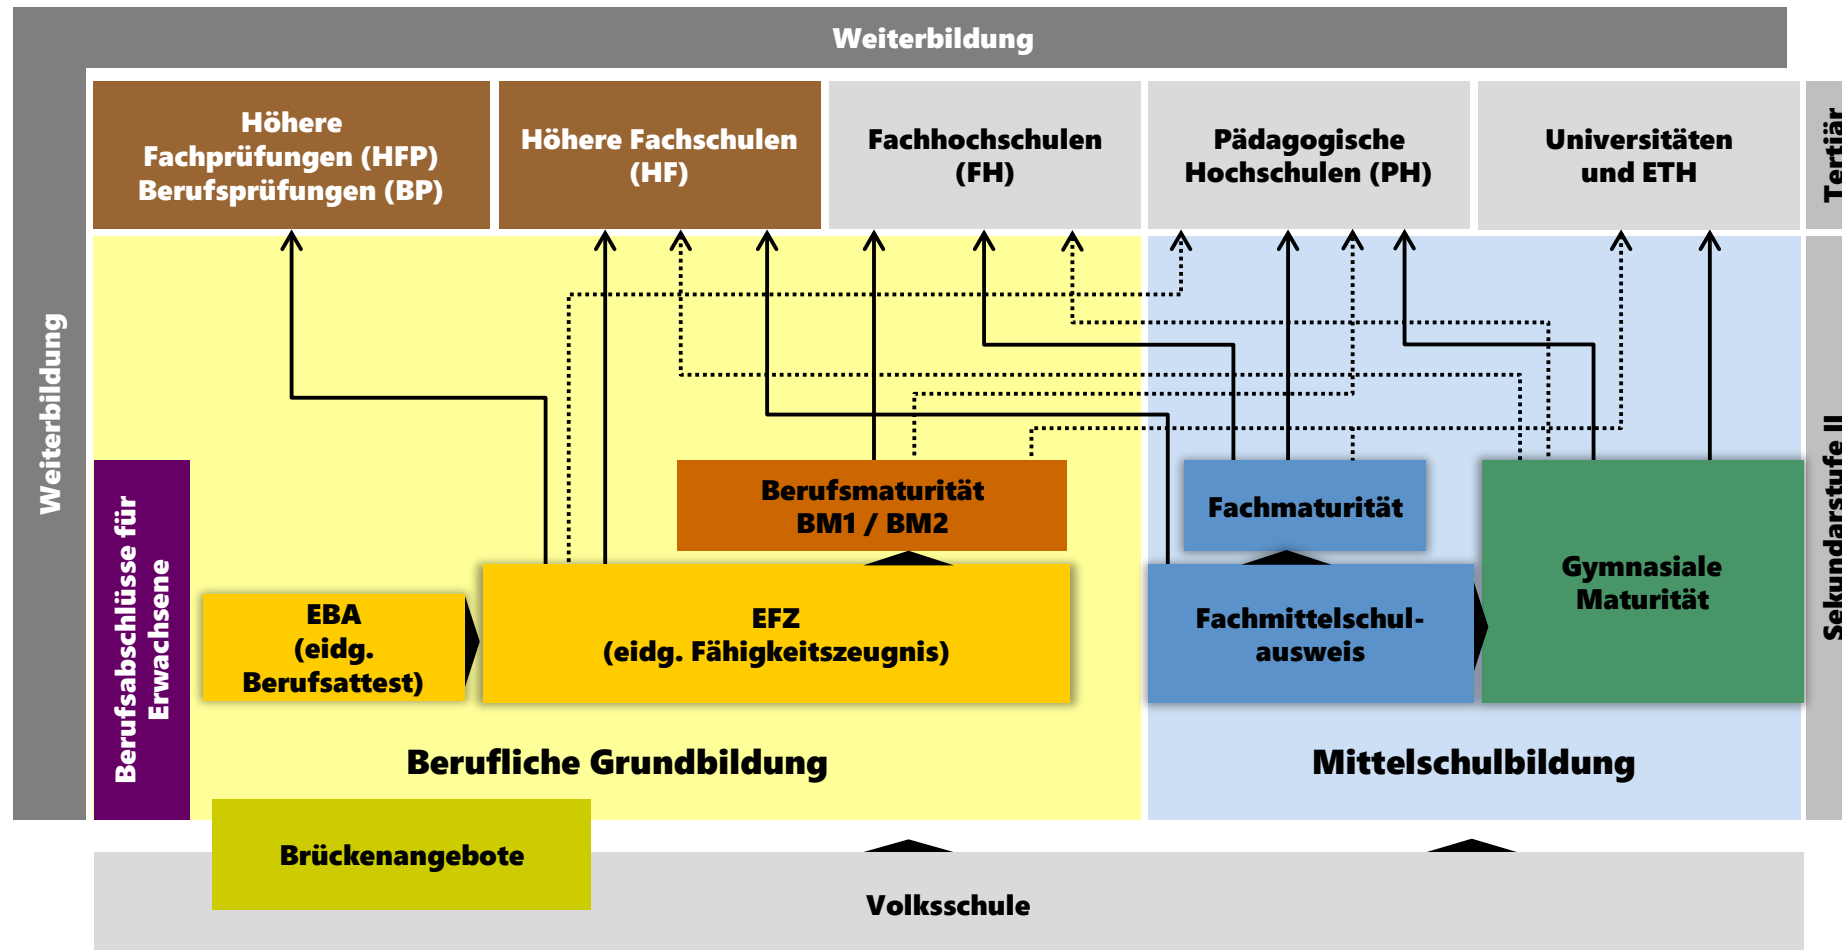 Weiterbildung
Höhere
Fachprüfungen (HFP)
Berufsprüfungen (BP)
Höhere Fachschulen
(HF)
Fachhochschulen
(FH)
Pädagogische
Hochschulen (PH)
Universitäten
und ETH
Tertiär
Weiterbildung
Sekundarstufe II
Berufsabschlüsse für
Erwachsene
Berufsmaturität
BM1 / BM2
Fachmaturität
Gymnasiale
Maturität
EBA
(eidg.
Berufsattest)
EFZ
(eidg. Fähigkeitszeugnis)
Fachmittelschul-
ausweis
Berufliche Grundbildung
Mittelschulbildung
Brückenangebote
Volksschule